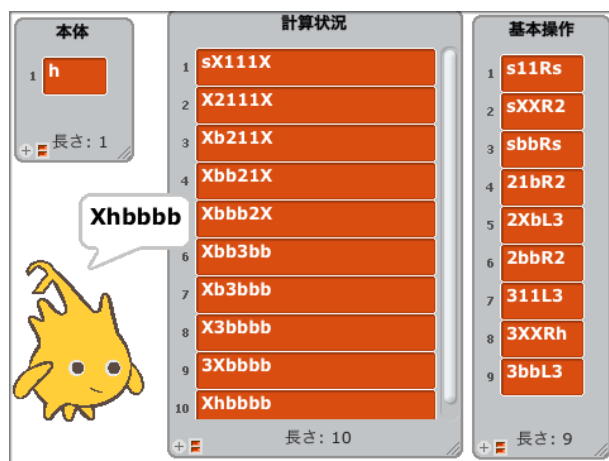 本体
1 h
長さ: 1
Xhbbbb
計算状況
1 sX111X
2 X2111X
3 Xb211X
4 Xbb21X
5 Xbbb2X
6 Xbb3bb
7 Xb3bbb
8 X3bbbb
9 3Xbbbb
10 Xhbbbb
長さ: 10
基本操作
1 s11Rs
2 sXXR2
3 sbbRs
4 21bR2
5 2XbL3
6 2bbR2
7 311L3
8 3XXRh
9 3bbL3
長さ: 9